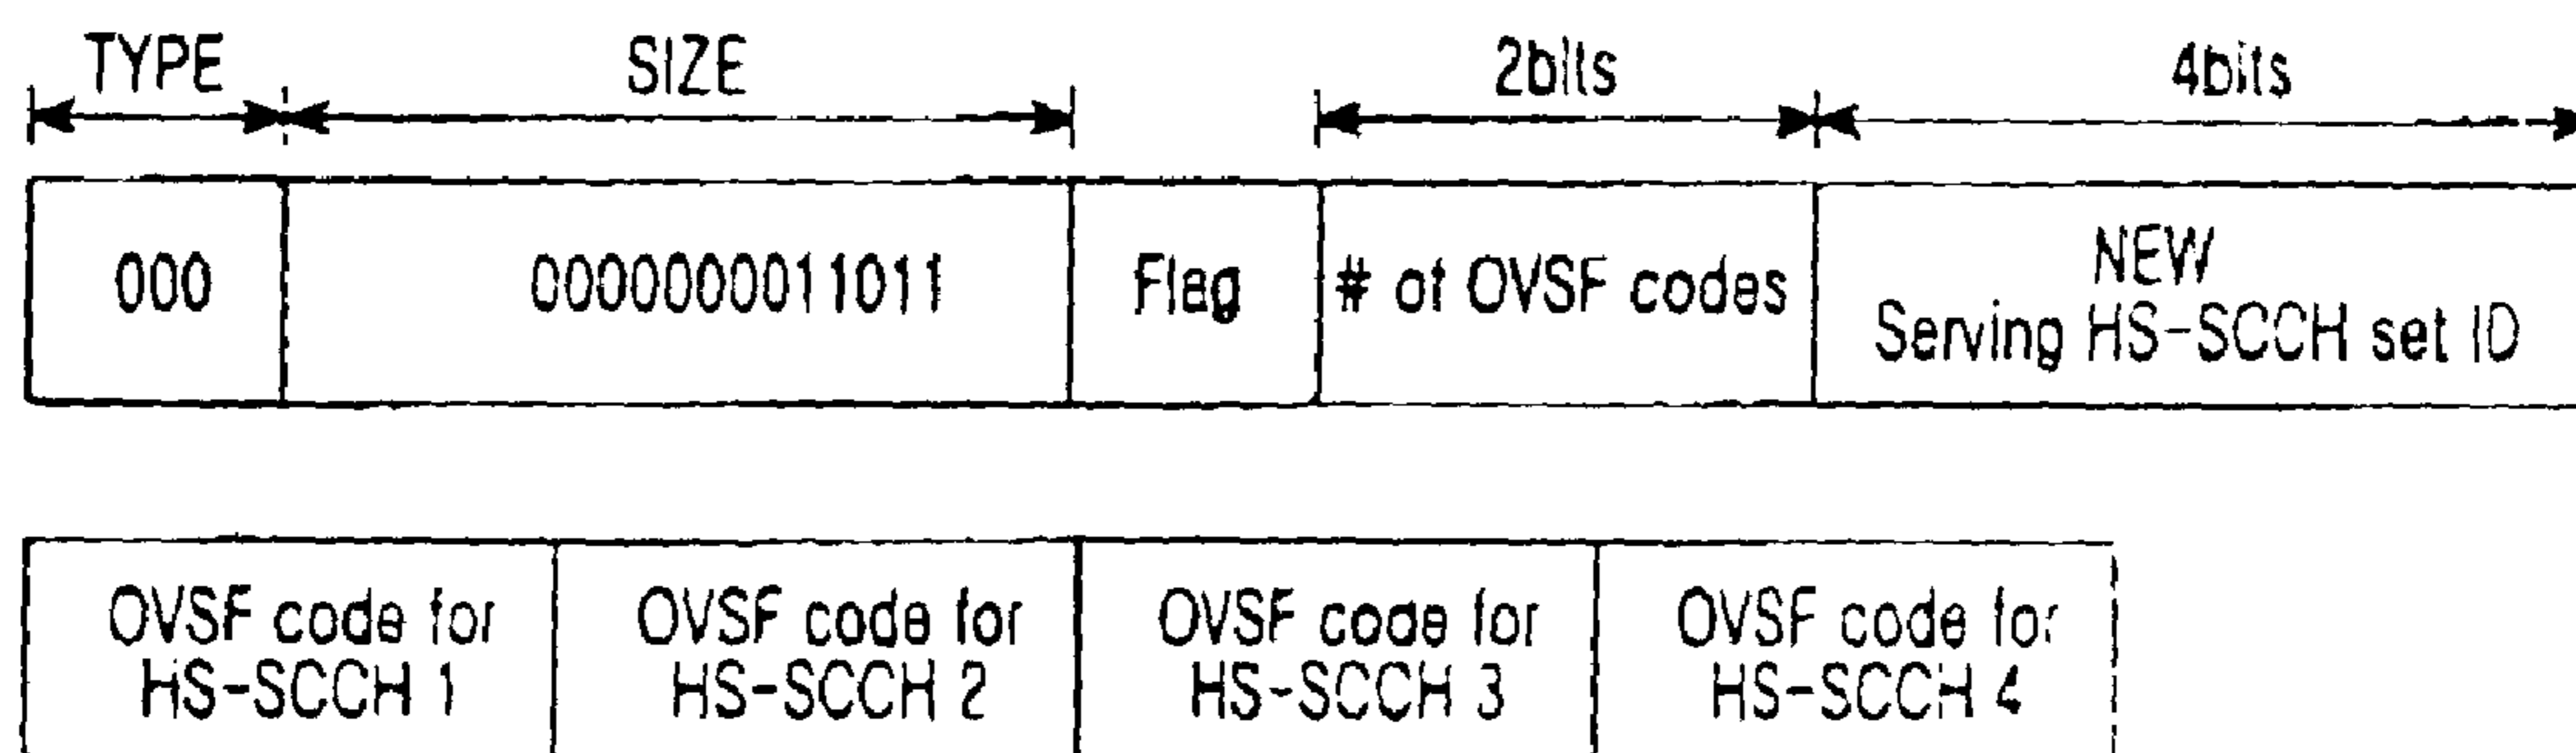 TYPE SIZE 2bits 4bits
000 0000000011011 Flag # of OVSF codes NEW
Serving HS-SCCH set ID
OVSF code for
HS-SCCH 1
OVSF code for
HS-SCCH 2
OVSF code for
HS-SCCH 3
OVSF code for
HS-SCCH 4